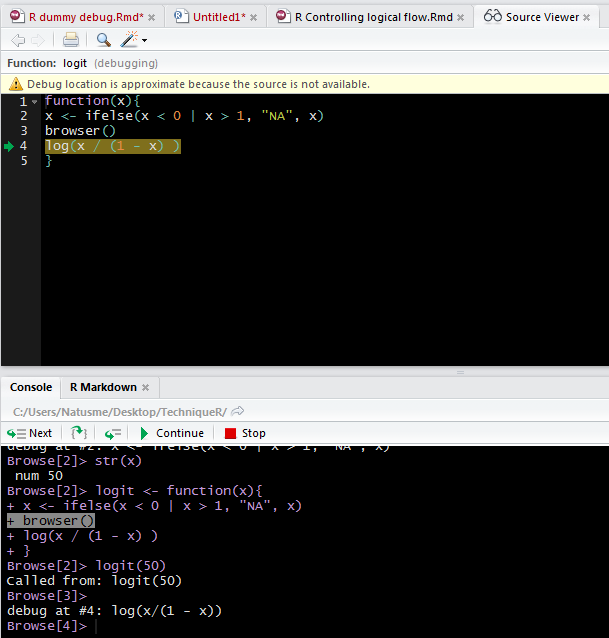 R dummy debug.Rmd* Untitled1* R Controlling logical flow.Rmd Source Viewer
Function: logit (debugging)
Debug location is approximate because the source is not available.
1 function(x){
2 x <- ifelse(x < 0 | x > 1, "NA", x)
3 browser()
4 log(x / (1 - x) )
5 }
Console R Markdown
C:/Users/Natusme/Desktop/TechniqueR/
Next Continue Stop
debug at #2: x <- ifelse(x < 0 | x > 1, "NA", x)
Browse[2]> str(x)
num 50
Browse[2]> logit <- function(x){
+ x <- ifelse(x < 0 | x > 1, "NA", x)
+ browser()
+ log(x / (1 - x) )
+ }
Browse[2]> logit(50)
Called from: logit(50)
Browse[3]>
debug at #4: log(x/(1 - x))
Browse[4]>